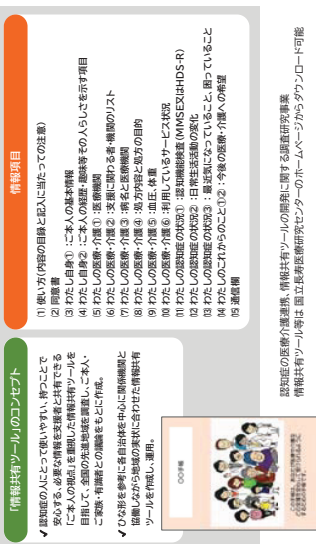 「情報共有ツール」のコンセプト
✓ 認知症の人にとって使いやすい、持つことで
安心する、必要な情報を支援者と共有できる
「ご本人の視点」を重視した情報共有ツールを
目指して、全国の先進地域を調査し、ご本人・
ご家族・有識者との議論をもとに作成。
✓ ひな形を参考に各自治体を中心に関係機関と
協働しながら地域の実状に合わせた情報共有
ツールを作成し、運用。
〇〇手帳
情報項目
(1) 使い方(内容の目録と記入に当たっての注意)
(2) 同意書
(3) わたし自身①:ご本人の基本情報
(4) わたし自身②:ご本人の経歴・趣味等その人らしさを示す項目
(5) わたしの医療・介護①:医療機関
(6) わたしの医療・介護②:支援に関わる者・機関のリスト
(7) わたしの医療・介護③:病名と医療機関
(8) わたしの医療・介護④:処方内容と処方の目的
(9) わたしの医療・介護⑤:血圧、体重
(10) わたしの医療・介護⑥:利用しているサービス状況
(11) わたしの認知症の状況①:認知機能検査(MMSE又はHDS-R)
(12) わたしの認知症の状況②:日常生活活動の変化
(13) わたしの認知症の状況③:最近気になっていること、困っていること
(14) わたしのこれからのこと①②:今後の医療・介護への希望
(15) 通信欄
認知症の医療介護連携、情報共有ツールの開発に関する調査研究事業
情報共有ツール等は 国立長寿医療研究センターのホームページからダウンロード可能